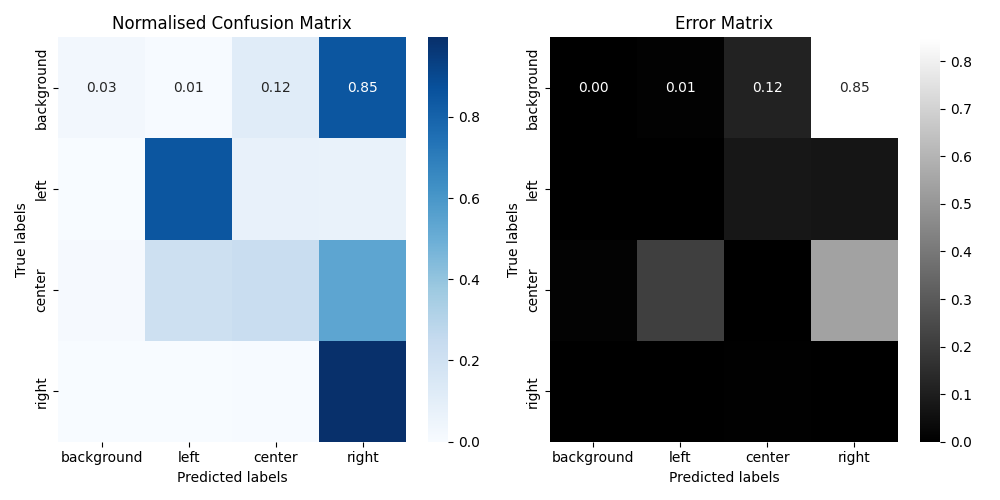 Normalised Confusion Matrix
True labels
background
left
center
right
0.03 0.01 0.12 0.85
background left center right
Predicted labels
0.8
0.6
0.4
0.2
0.0
Error Matrix
True labels
background
left
center
right
0.00 0.01 0.12 0.85
background left center right
Predicted labels
0.8
0.7
0.6
0.5
0.4
0.3
0.2
0.1
0.0